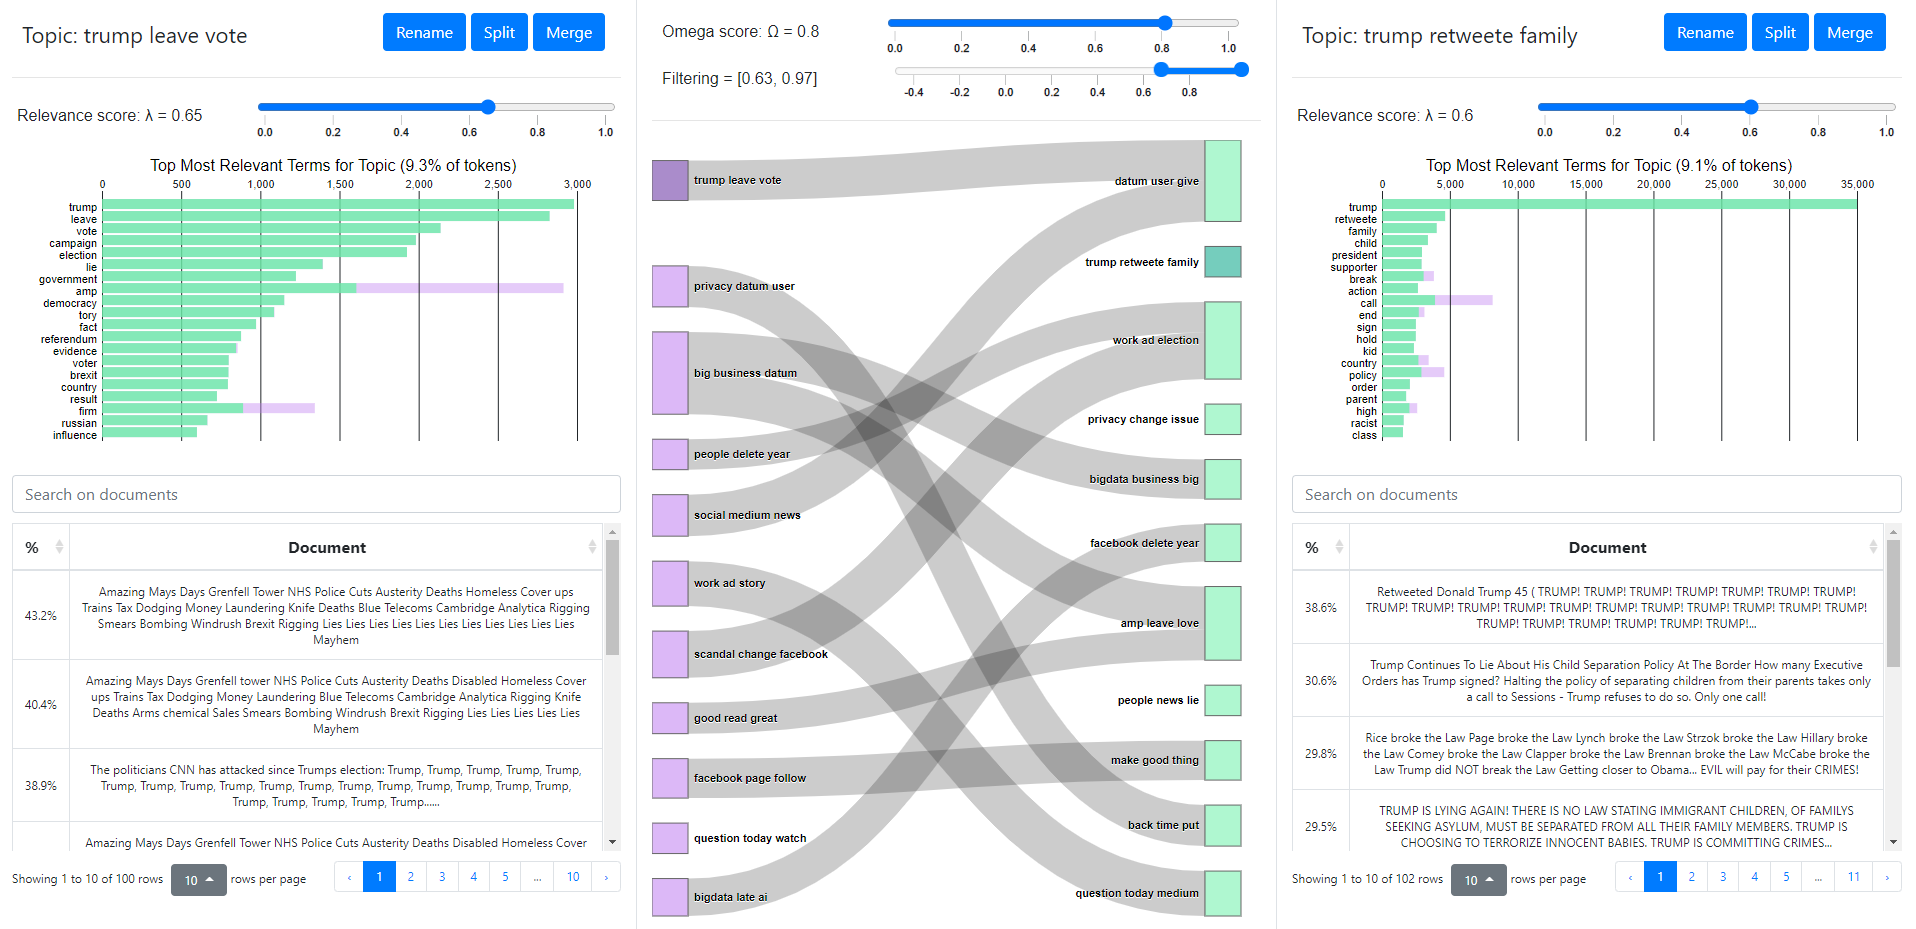 Topic: trump leave vote
Rename
Split
Merge
Relevance score: λ = 0.65
0.0 0.2 0.4 0.6 0.8 1.0
Top Most Relevant Terms for Topic (9.3% of tokens)
0 500 1,000 1,500 2,000 2,500 3,000
trump
leave
vote
campaign
election
lie
government
amp
democracy
tory
fact
referendum
evidence
voter
brexit
country
result
firm
russian
influence
Search on documents
% Document
43.2%
Amazing Mays Days Grenfell Tower NHS Police Cuts Austerity Deaths Homeless Cover ups
Trains Tax Dodging Money Laundering Knife Deaths Blue Telecoms Cambridge Analytica Rigging
Smears Bombing Windrush Brexit Rigging Lies Lies Lies Lies Lies Lies Lies Lies Lies Lies Lies
Mayhem
40.4%
Amazing Mays Days Grenfell tower NHS Police Cuts Austerity Deaths Disabled Homeless Cover
ups Trains Tax Dodging Money Laundering Blue Telecoms Cambridge Analytica Rigging Knife
Deaths Arms chemical Sales Smears Bombing Windrush Brexit Rigging Lies Lies Lies Lies Lies
Mayhem
38.9%
The politicians CNN has attacked since Trumps election: Trump, Trump, Trump, Trump, Trump,
Trump, Trump, Trump, Trump, Trump, Trump, Trump, Trump, Trump, Trump, Trump, Trump,
Trump, Trump, Trump, Trump, Trump......
Amazing Mays Days Grenfell Tower NHS Police Cuts Austerity Deaths Disabled Homeless Cover
Showing 1 to 10 of 100 rows 10 rows per page
‹ 1 2 3 4 5 ... 10 ›
Omega score: Ω = 0.8
0.0 0.2 0.4 0.6 0.8 1.0
Filtering = [0.63, 0.97]
-0.4 -0.2 0.0 0.2 0.4 0.6 0.8
trump leave vote
privacy datum user
big business datum
people delete year
social medium news
work ad story
scandal change facebook
good read great
facebook page follow
question today watch
bigdata late ai
datum user give
trump retweete family
work ad election
privacy change issue
bigdata business big
facebook delete year
amp leave love
people news lie
make good thing
back time put
question today medium
Topic: trump retweete family
Rename
Split
Merge
Relevance score: λ = 0.6
0.0 0.2 0.4 0.6 0.8 1.0
Top Most Relevant Terms for Topic (9.1% of tokens)
0 5,000 10,000 15,000 20,000 25,000 30,000 35,000
trump
retweete
family
child
president
supporter
break
action
call
end
sign
hold
kid
country
policy
order
parent
high
racist
class
Search on documents
% Document
38.6%
Retweeted Donald Trump 45 ( TRUMP! TRUMP! TRUMP! TRUMP! TRUMP! TRUMP! TRUMP!
TRUMP! TRUMP! TRUMP! TRUMP! TRUMP! TRUMP! TRUMP! TRUMP! TRUMP! TRUMP! TRUMP!
TRUMP! TRUMP! TRUMP! TRUMP! TRUMP! TRUMP!...
30.6%
Trump Continues To Lie About His Child Separation Policy At The Border How many Executive
Orders has Trump signed? Halting the policy of separating children from their parents takes only
a call to Sessions - Trump refuses to do so. Only one call!
29.8%
Rice broke the Law Page broke the Law Lynch broke the Law Strzok broke the Law Hillary broke
the Law Comey broke the Law Clapper broke the Law Brennan broke the Law McCabe broke the
Law Trump did NOT break the Law Getting closer to Obama... EVIL will pay for their CRIMES!
29.5%
TRUMP IS LYING AGAIN! THERE IS NO LAW STATING IMMIGRANT CHILDREN, OF FAMILYS
SEEKING ASYLUM, MUST BE SEPARATED FROM ALL THEIR FAMILY MEMBERS. TRUMP IS
CHOOSING TO TERRORIZE INNOCENT BABIES. TRUMP IS COMMITTING CRIMES...
Showing 1 to 10 of 102 rows 10 rows per page
‹ 1 2 3 4 5 ... 11 ›